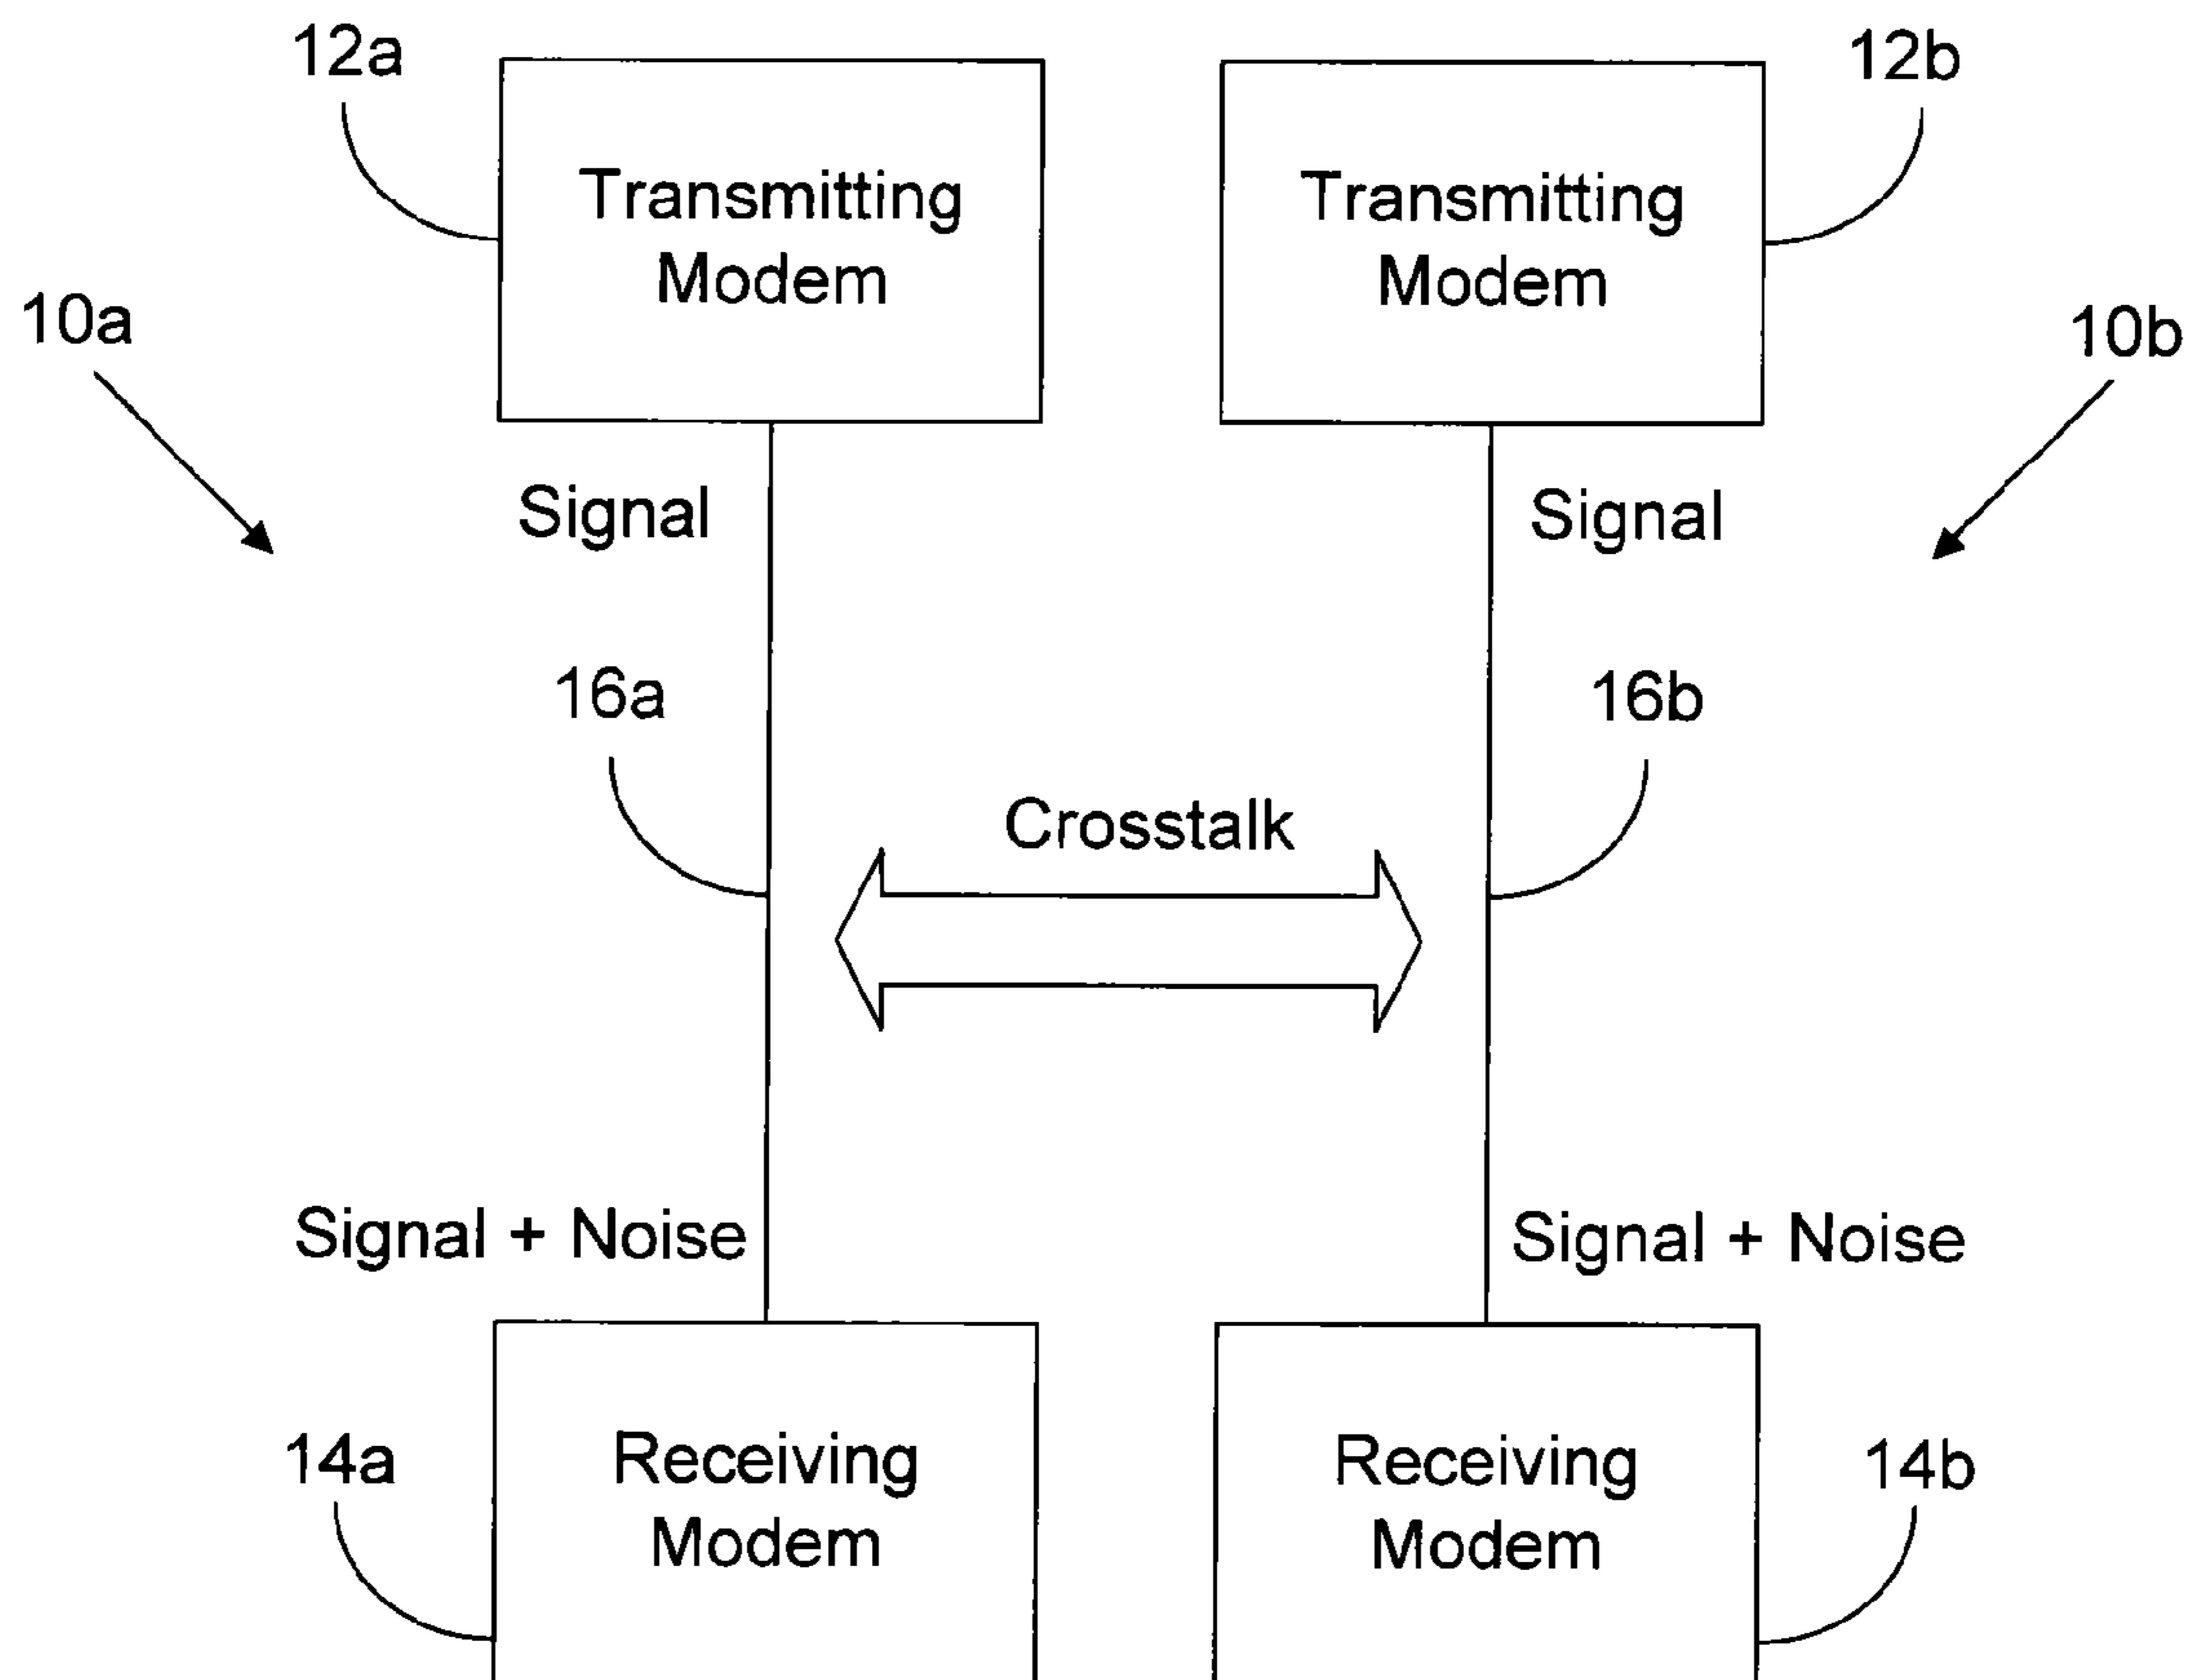 12a
12b
Transmitting
Modem
Transmitting
Modem
10a
10b
Signal
Signal
16a
16b
Crosstalk
Signal + Noise
Signal + Noise
14a
Receiving
Modem
Receiving
Modem
14b